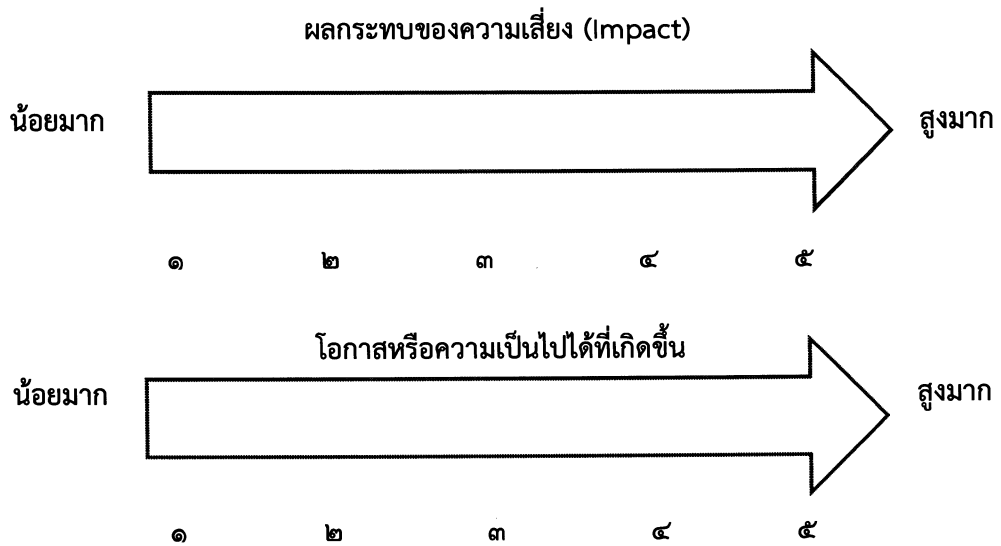 ผลกระทบของความเสี่ยง (Impact)
น้อยมาก สูงมาก
๑ ๒ ๓ ๔ ๕
โอกาสหรือความเป็นไปได้ที่เกิดขึ้น
น้อยมาก สูงมาก
๑ ๒ ๓ ๔ ๕